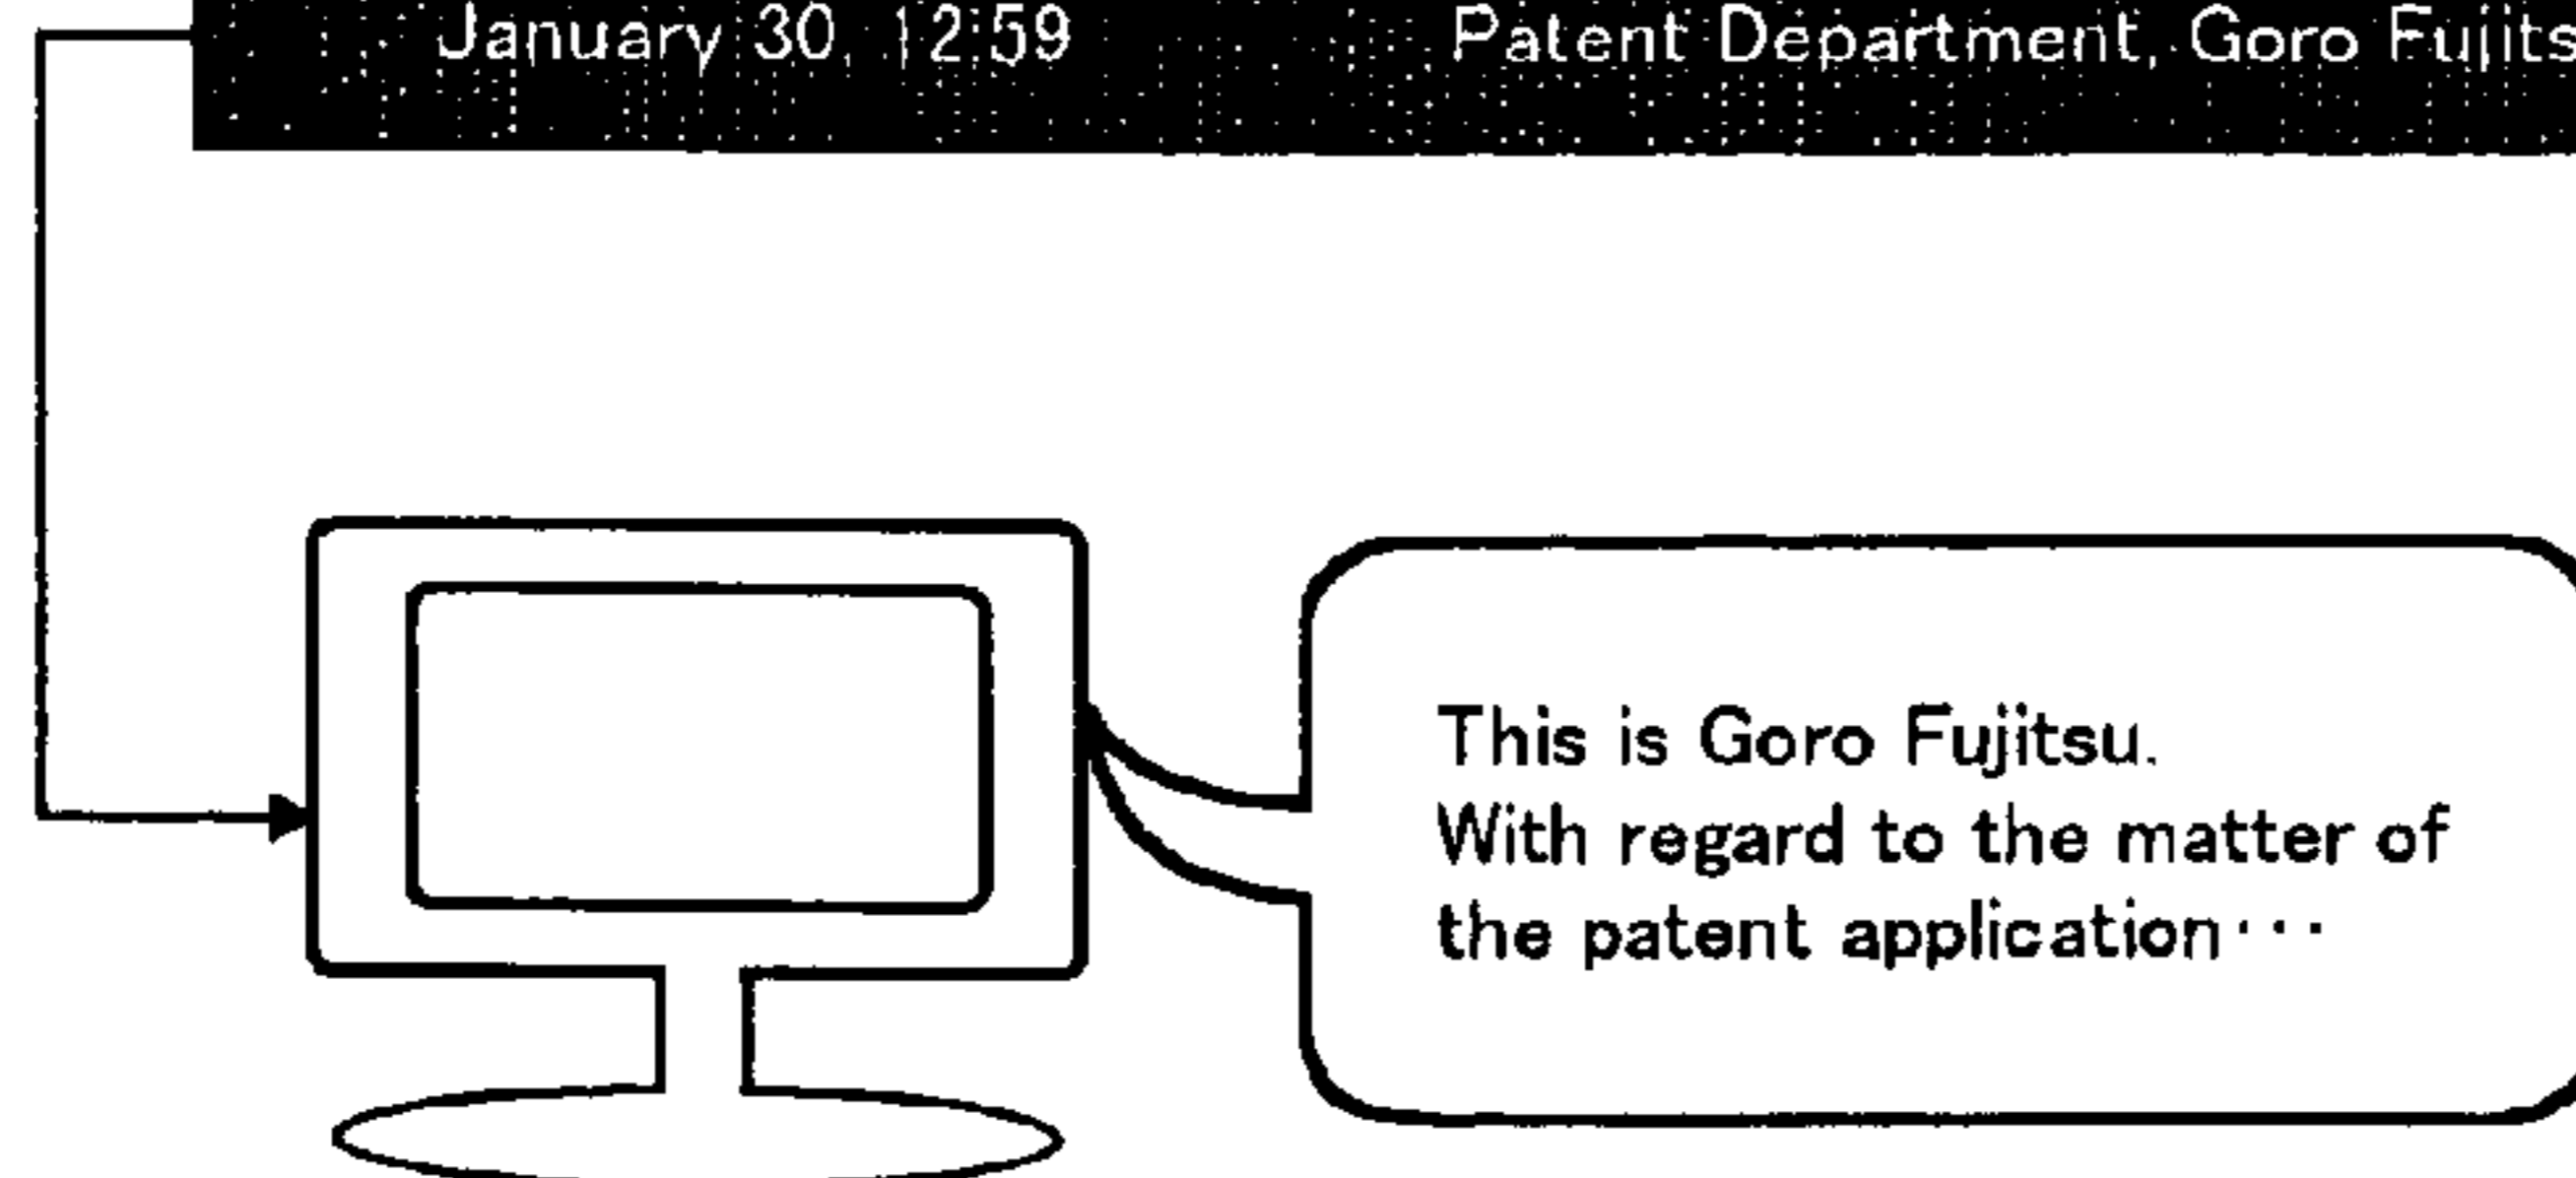 January 30, 12:59 Patent Department, Goro Fujits
This is Goro Fujitsu.
With regard to the matter of
the patent application･･･